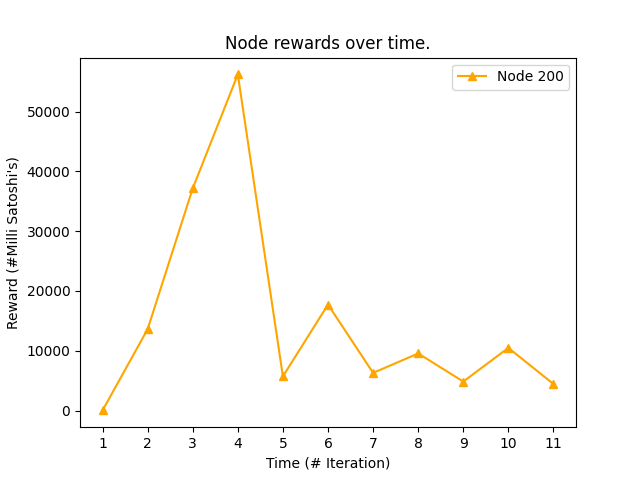 Node rewards over time.
Node 200
Reward (#Milli Satoshi's)
50000
40000
30000
20000
10000
0
1 2 3 4 5 6 7 8 9 10 11
Time (# Iteration)